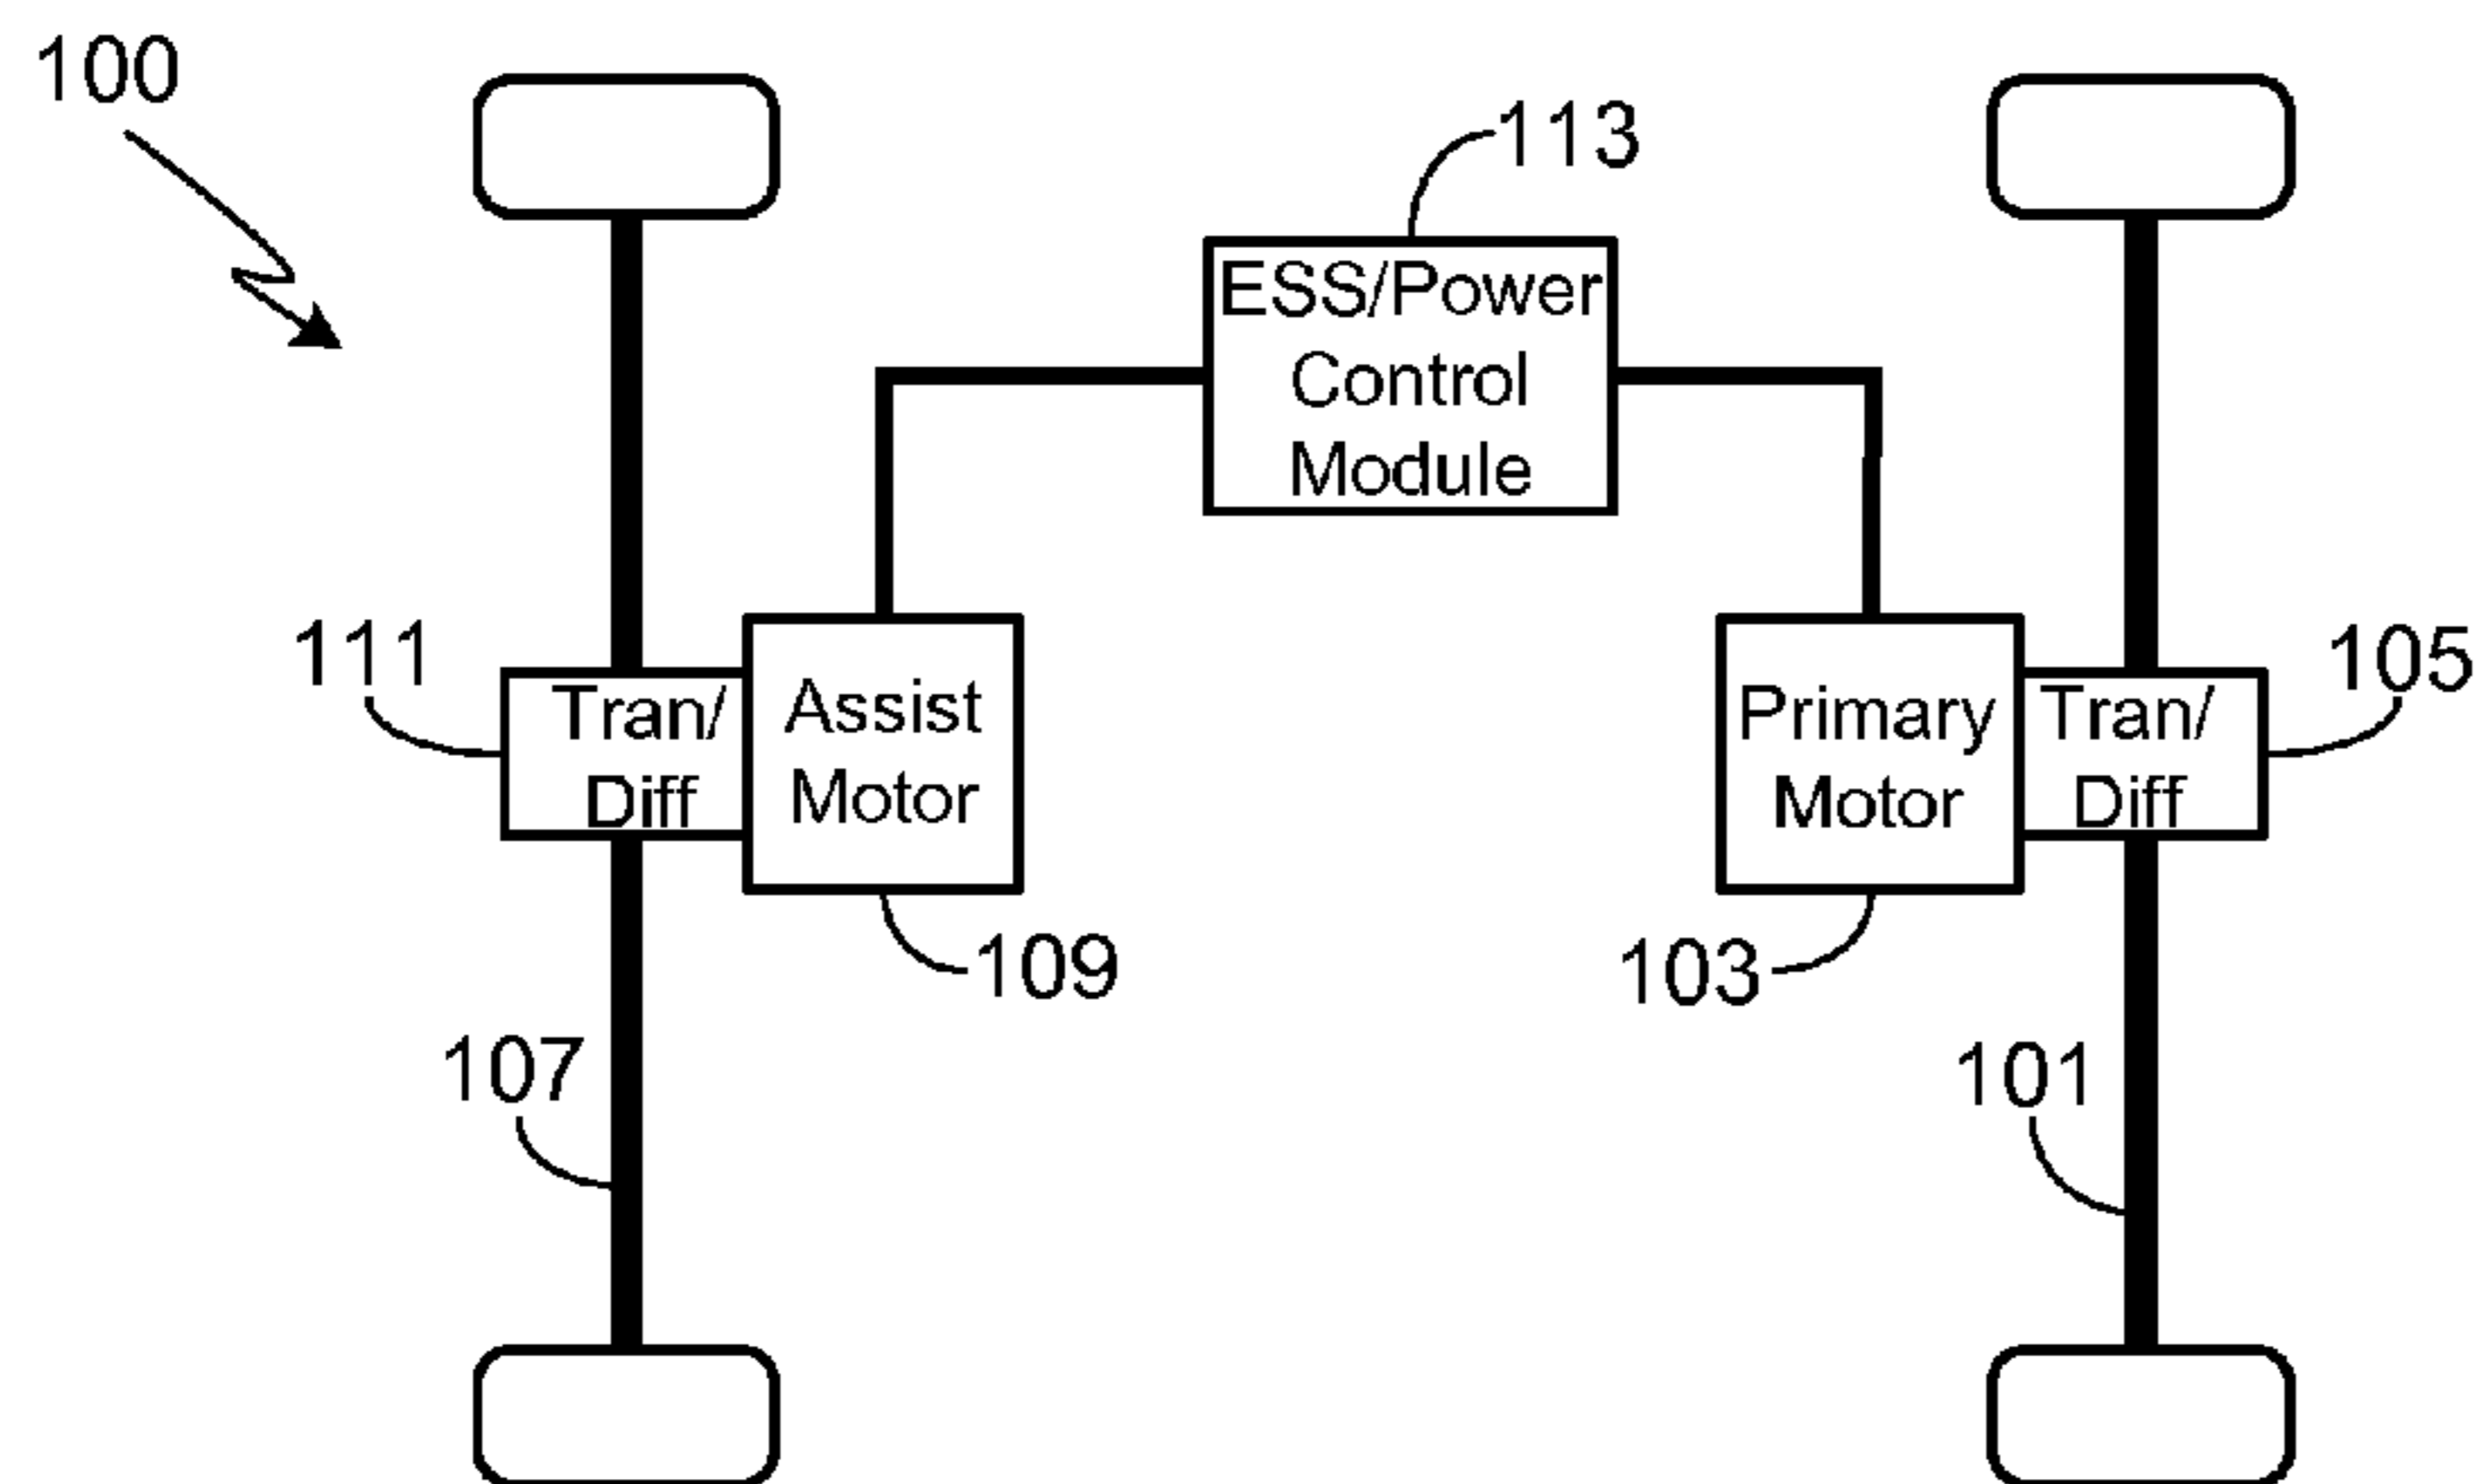 100
113
ESS/Power
Control
Module
111
Tran/
Diff
Assist
Motor
Primary
Motor
Tran/
Diff
105
109
103
107
101